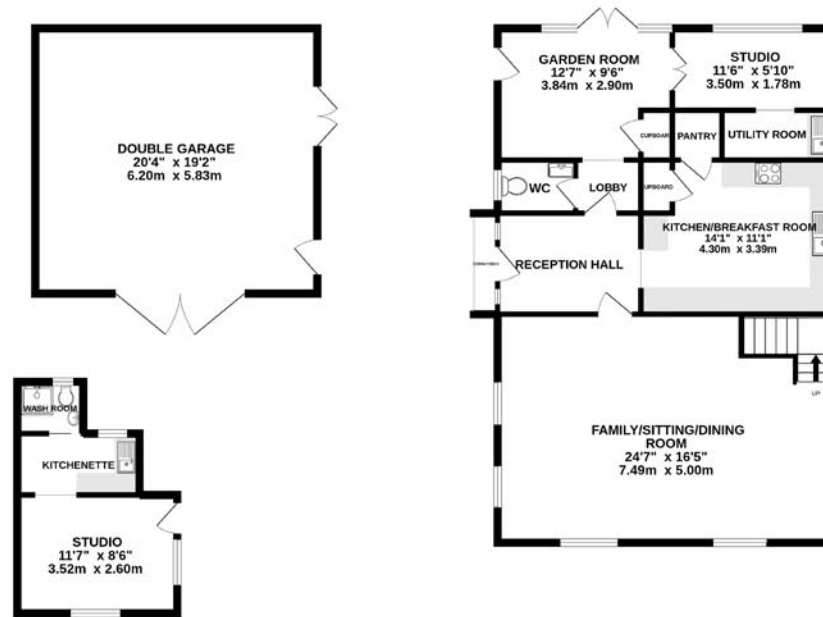 DOUBLE GARAGE
20'4" x 19'2"
6.20m x 5.83m
GARDEN ROOM
12'7" x 9'6"
3.84m x 2.90m
STUDIO
11'6" x 5'10"
3.50m x 1.78m
CUPBOARD
PANTRY
UTILITY ROOM
WC
LOBBY
UPBOARD
KITCHEN/BREAKFAST ROOM
14'1" x 11'1"
4.30m x 3.39m
RECEPTION HALL
FAMILY/SITTING/DINING
ROOM
24'7" x 16'5"
7.49m x 5.00m
UP
WASH ROOM
KITCHENETTE
STUDIO
11'7" x 8'6"
3.52m x 2.60m